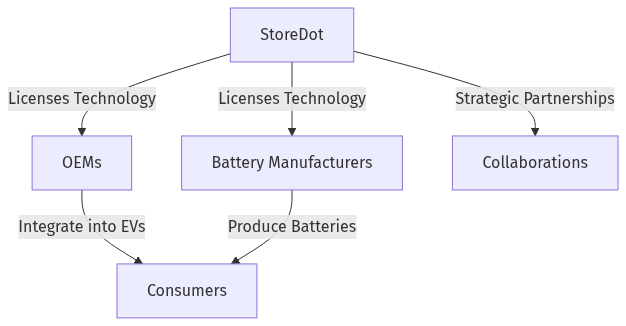 StoreDot
Licenses Technology
Licenses Technology
Strategic Partnerships
OEMs
Battery Manufacturers
Collaborations
Integrate into EVs
Produce Batteries
Consumers